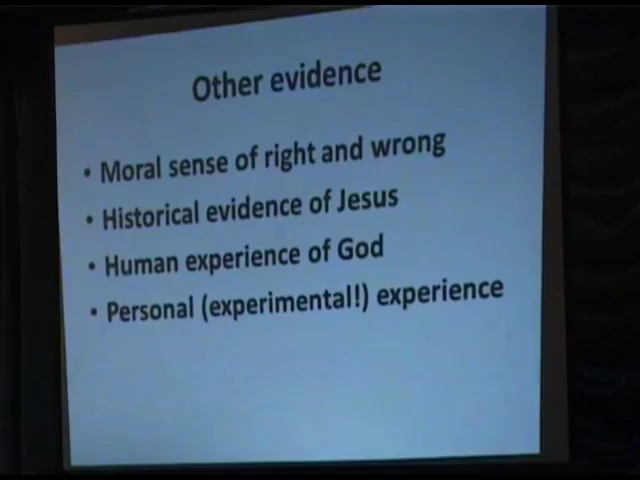 Other evidence
• Moral sense of right and wrong
• Historical evidence of Jesus
• Human experience of God
• Personal (experimental!) experience